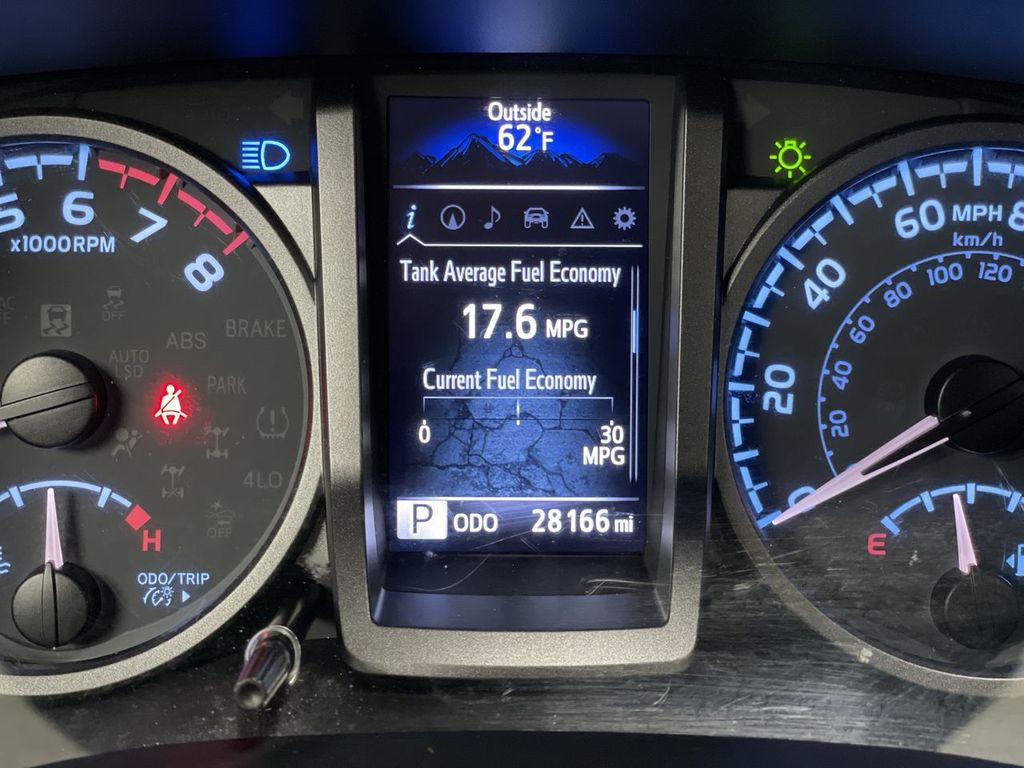 Outside
62°F
i
Tank Average Fuel Economy
17.6 MPG
Current Fuel Economy
0 30
MPG
P ODO 28166 mi
5 6 7 8
x1000RPM
OFF
ABS
BRAKE
AUTO
LSD
PARK
4LO
OFF
H
ODO/TRIP
0 20 40 60 MPH 8
km/h
20 40 60 80 100 120
E